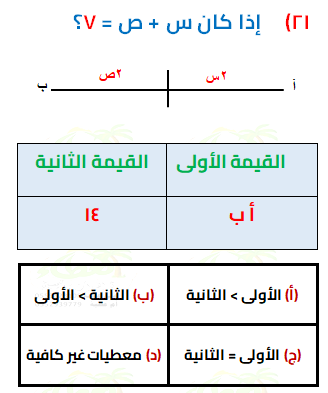 ٢١) إذا كان س + ص = ٧؟
أ ٢س ٢ص ب
القيمة الأولى القيمة الثانية
أ ب ١٤
(أ) الأولى > الثانية (ب) الثانية > الأولى
(ج) الأولى = الثانية (د) معطيات غير كافية